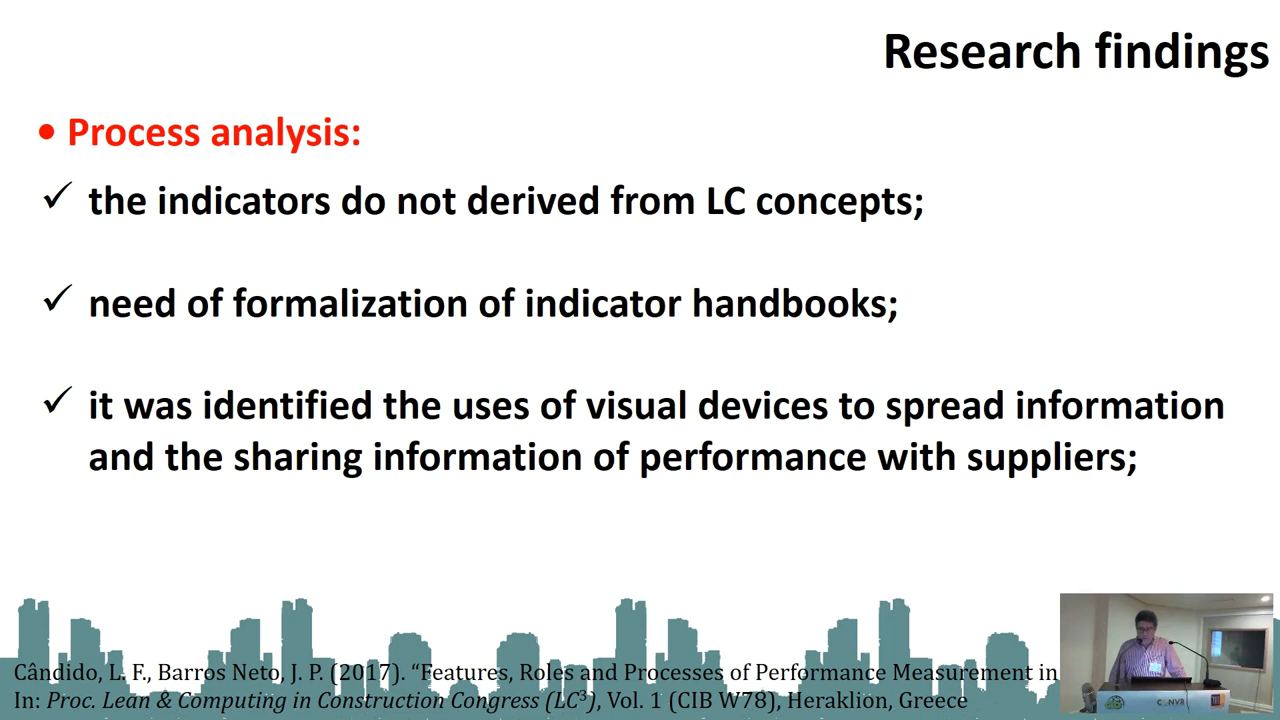 Research findings
• Process analysis:
✓ the indicators do not derived from LC concepts;
✓ need of formalization of indicator handbooks;
✓ it was identified the uses of visual devices to spread information
and the sharing information of performance with suppliers;
Cândido, L. F., Barros Neto, J. P. (2017). “Features, Roles and Processes of Performance Measurement in
In: Proc. Lean & Computing in Construction Congress (LC³), Vol. 1 (CIB W78), Heraklion, Greece